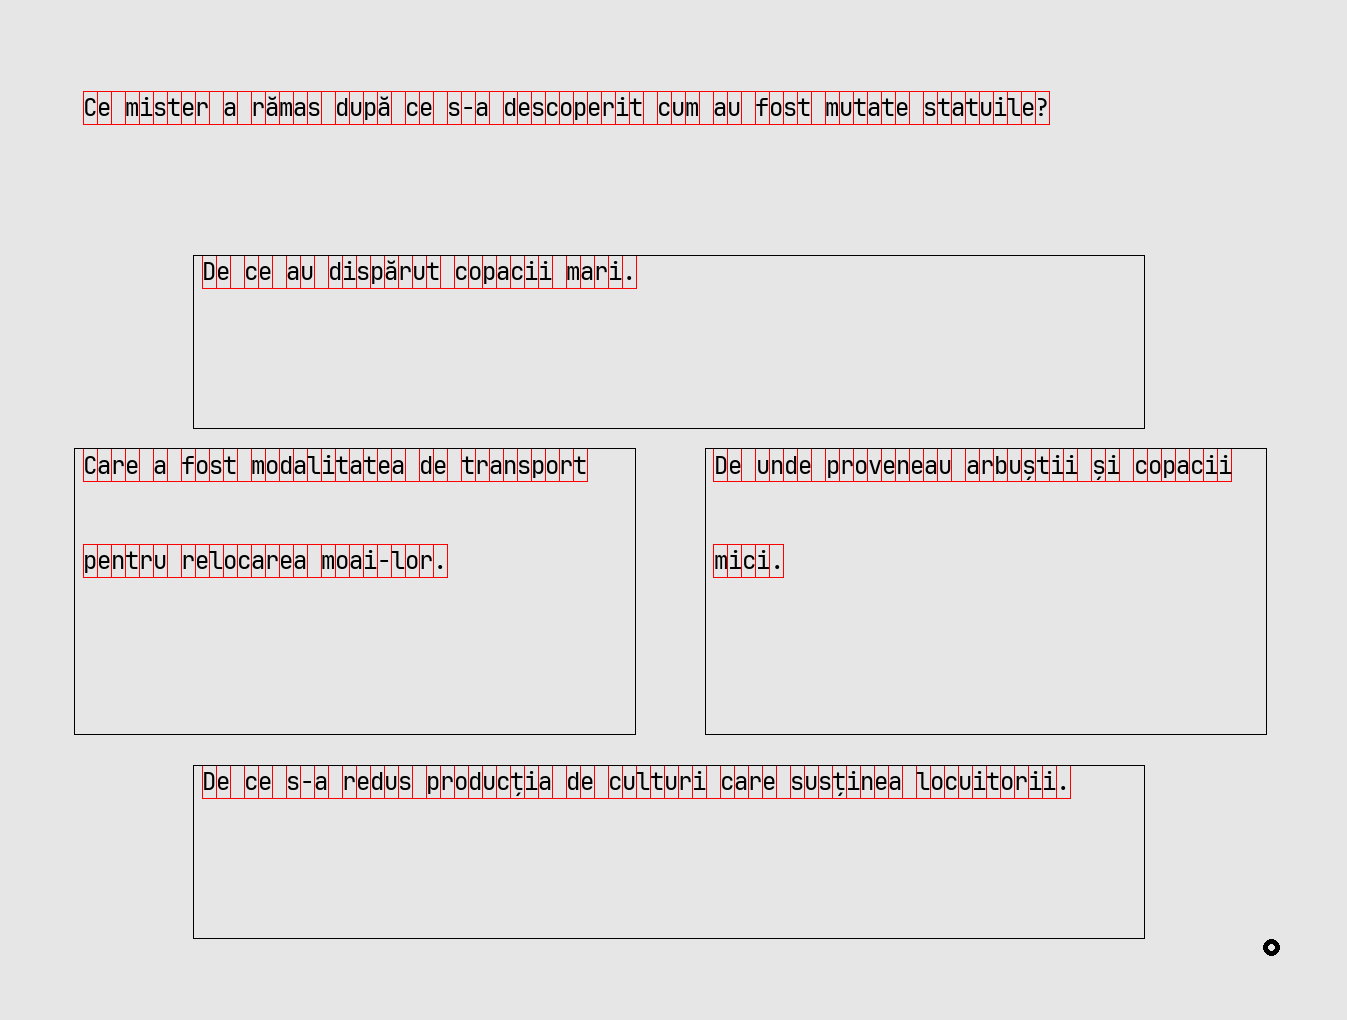 Ce mister a rămas după ce s-a descoperit cum au fost mutate statuile?
De ce au dispărut copacii mari.
Care a fost modalitatea de transport
pentru relocarea moai-lor.
De unde proveneau arbuștii și copacii
mici.
De ce s-a redus producția de culturi care susținea locuitorii.